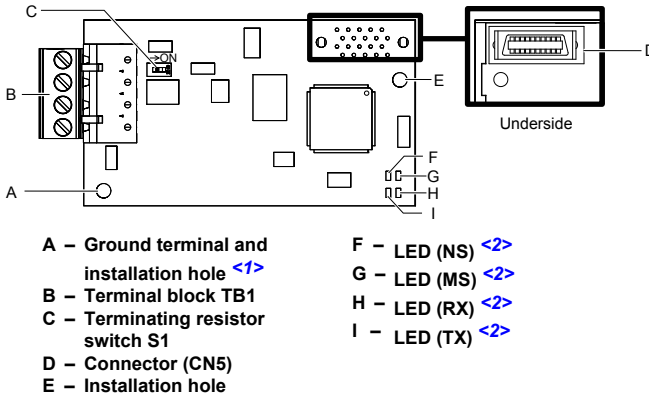 C
→ON
D
B
E
Underside
F
G
A
H
I
A – Ground terminal and
installation hole <1>
B – Terminal block TB1
C – Terminating resistor
switch S1
D – Connector (CN5)
E – Installation hole
F – LED (NS) <2>
G – LED (MS) <2>
H – LED (RX) <2>
I – LED (TX) <2>